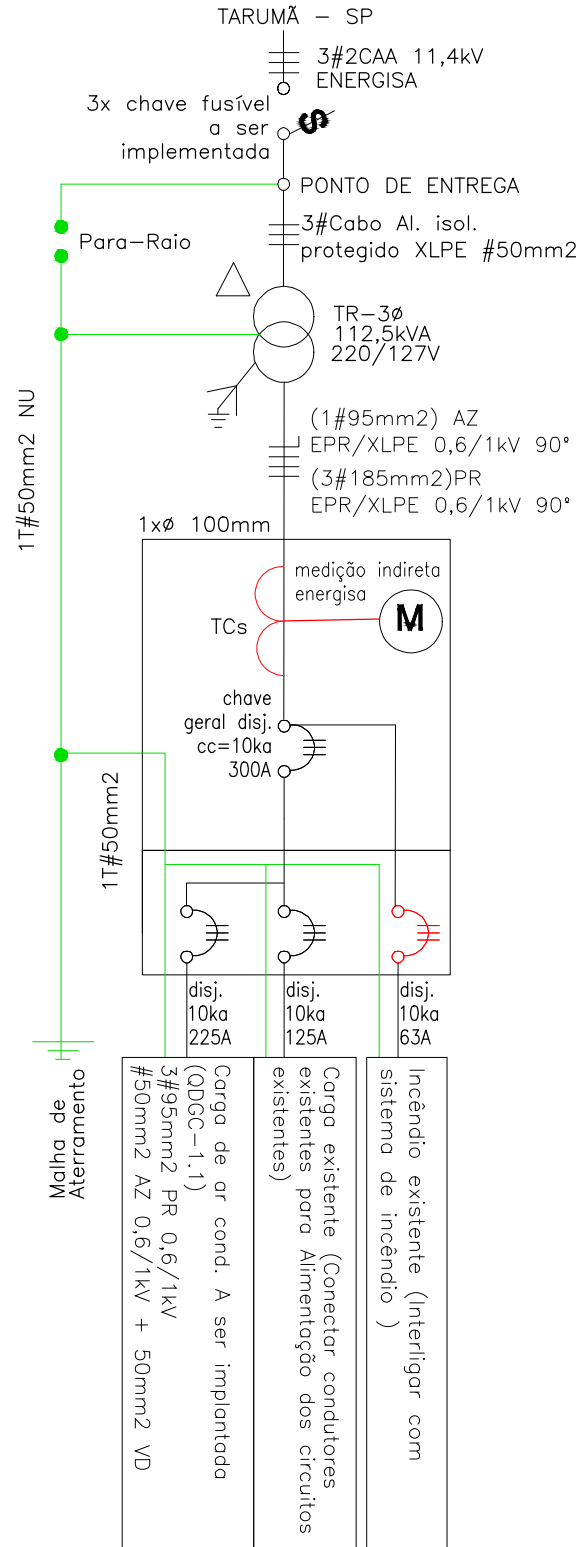 TARUMÃ - SP
3#2CAA 11,4kV
ENERGISA
3x chave fusível
a ser
implementada
PONTO DE ENTREGA
3#Cabo Al. isol.
protegido XLPE #50mm2
Para-Raio
TR-3ø
112,5kVA
220/127V
1T#50mm2 NU
(1#95mm2) AZ
EPR/XLPE 0,6/1kV 90°
(3#185mm2)PR
EPR/XLPE 0,6/1kV 90°
1xø 100mm
medição indireta
energisa
TCs
M
chave
geral disj.
cc=10ka
300A
1T#50mm2
disj.
10ka
225A
disj.
10ka
125A
disj.
10ka
63A
Malha de
Aterramento
Carga de ar cond. A ser implantada
(QDGC-1.1)
3#95mm2 PR 0,6/1kV
#50mm2 AZ 0,6/1kV + 50mm2 VD
Carga existente (Conectar condutores
existentes para Alimentação dos circuitos
existentes)
Incêndio existente (Interligar com
sistema de incêndio )